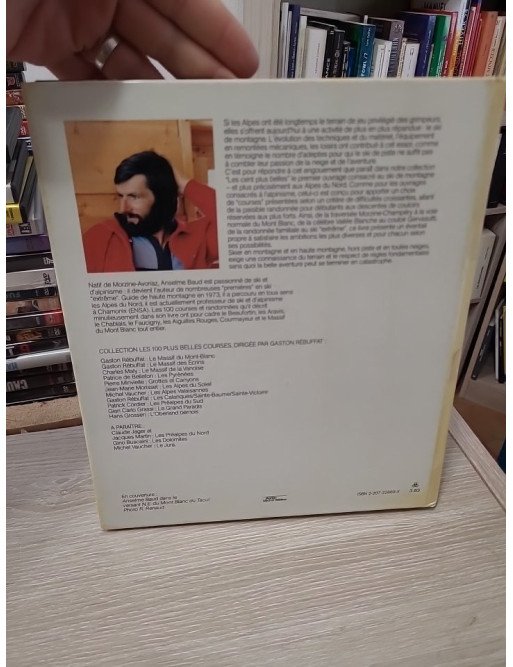 Si les Alpes ont été longtemps le terrain de jeu privilégié des grimpeurs,
elles s'offrent aujourd'hui à une activité de plus en plus répandue : le ski
de montagne. L'évolution des techniques et du matériel, l'équipement
en remontées mécaniques, les loisirs ont contribué à cet essor, comme
en témoigne le nombre d'adeptes pour qui le ski de piste ne suffit pas
à combler leur passion de la neige et de l'aventure.
C'est pour répondre à cet engouement que paraît dans notre collection
"Les cent plus belles" le premier ouvrage consacré au ski de montagne
– et plus précisément aux Alpes du Nord. Comme pour les ouvrages
consacrés à l'alpinisme, celui-ci est conçu pour apporter un choix
de "courses" présentées selon un critère de difficultés croissantes, allant
de la paisible randonnée pour débutants aux descentes de couloirs
réservées aux plus forts. Ainsi, de la traversée Morzine-Champéry à la voie
normale du Mont Blanc, de la célèbre Vallée Blanche au couloir Gervasutti,
de la randonnée familiale au ski "extrême", ce livre présente un éventail
propre à satisfaire les ambitions les plus diverses et pour chacun selon
ses possibilités.
Skier en montagne et en haute montagne, hors piste et en toutes neiges,
exige une connaissance du terrain et le respect de règles fondamentales
sans quoi la belle aventure peut se terminer en catastrophe.
Natif de Morzine-Avoriaz, Anselme Baud est passionné de ski et
d'alpinisme : il devient l'auteur de nombreuses "premières" en ski
"extrême". Guide de haute montagne en 1973, il a parcouru en tous sens
les Alpes du Nord, il est actuellement professeur de ski et d'alpinisme
à Chamonix (ENSA). Les 100 courses et randonnées qu'il décrit
minutieusement dans son livre ont pour cadre le Beaufortin, les Aravis,
le Chablais, le Faucigny, les Aiguilles Rouges, Courmayeur et le Massif
du Mont Blanc tout entier.
COLLECTION LES 100 PLUS BELLES COURSES, DIRIGÉE PAR GASTON RÉBUFFAT
Gaston Rébuffat : Le Massif du Mont-Blanc
Gaston Rébuffat : Le Massif des Écrins
Charles Maly : Le Massif de la Vanoise
Patrice de Bellefon : Les Pyrénées
Pierre Minvielle : Grottes et Canyons
Jean-Marie Morisset : Les Alpes du Soleil
Michel Vaucher : Les Alpes Valaisannes
Gaston Rébuffat : Les Calanques/Sainte-Baume/Sainte-Victoire
Patrick Cordier : Les Préalpes du Sud
Gian Carlo Grassi : Le Grand Paradis
Hans Grossen : L'Oberland bernois
A PARAÎTRE :
Claude Jager et
Jacques Martin : Les Préalpes du Nord
Gino Buscaini : Les Dolomites
Michel Vaucher : Le Jura.
En couverture :
Anselme Baud dans le
versant N.E. du Mont Blanc du Tacul
Photo R. Renaud